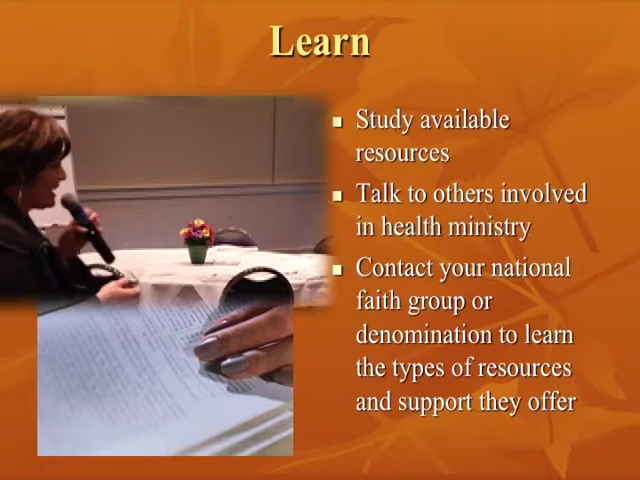 Learn
Study available
resources
Talk to others involved
in health ministry
Contact your national
faith group or
denomination to learn
the types of resources
and support they offer